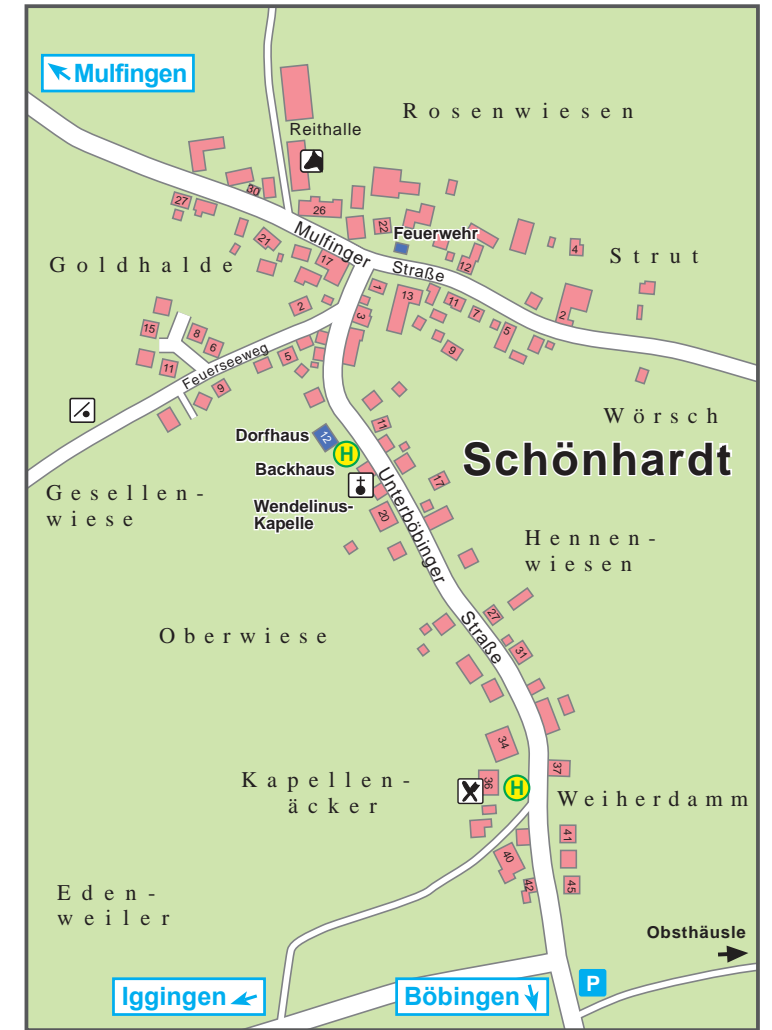 Mulfingen
Rosenwiesen
Reithalle
30
27
26
22
Feuerwehr
21
Mulfinger
Straße
17
12
4
Strut
Goldhalde
2
1
13
11
7
2
3
5
15
8
6
5
9
11
Feuerseeweg
9
Wörsch
Dorfhaus
12
11
H
Schönhardt
Backhaus
Gesellen-
wiese
17
Wendelinus-
Kapelle
20
Unterböbinger
Straße
Hennen-
wiesen
27
Oberwiese
31
34
37
Kapellen-
äcker
36
H
Weiherdamm
41
40
42
45
Eden-
weiler
Obsthäusle
P
Iggingen
Böbingen